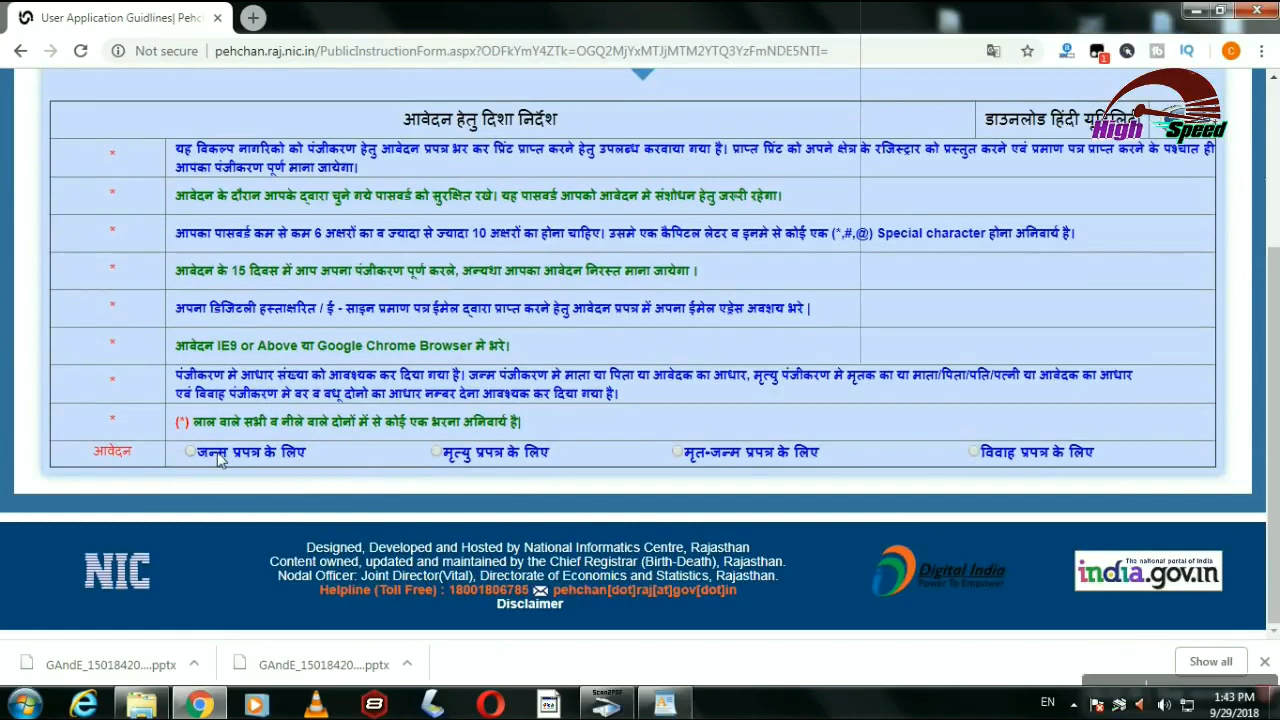 User Application Guidlines| Pehc
Not secure
pehchan.raj.nic.in/PublicInstructionForm.aspx?ODFkYmY4ZTk=OGQ2MjYxMTJjMTM2YTQ3YzFmNDE5NTI=
1
IQ
C
आवेदन हेतु दिशा निर्देश
डाउनलोड हिंदी यूटिलिटी
High Speed
* यह विकल्प नागरिको को पंजीकरण हेतु आवेदन प्रपत्र भर कर प्रिंट प्राप्त करने हेतु उपलब्ध करवाया गया है। प्राप्त प्रिंट को अपने क्षेत्र के रजिस्ट्रार को प्रस्तुत करने एवं प्रमाण पत्र प्राप्त करने के पश्चात ही
आपका पंजीकरण पूर्ण माना जायेगा।
* आवेदन के दौरान आपके द्वारा चुने गये पासवर्ड को सुरक्षित रखे। यह पासवर्ड आपको आवेदन मे संशोधन हेतु जरुरी रहेगा।
* आपका पासवर्ड कम से कम 6 अक्षरों का व ज्यादा से ज्यादा 10 अक्षरों का होना चाहिए। उसमे एक कैपिटल लेटर व इनमे से कोई एक (*,#,@) Special character होना अनिवार्य है।
* आवेदन के 15 दिवस में आप अपना पंजीकरण पूर्ण करले, अन्यथा आपका आवेदन निरस्त माना जायेगा ।
* अपना डिजिटली हस्ताक्षरित / ई - साइन प्रमाण पत्र ईमेल द्वारा प्राप्त करने हेतु आवेदन प्रपत्र में अपना ईमेल एड्रेस अवशय भरे |
* आवेदन IE9 or Above या Google Chrome Browser मे भरे।
* पंजीकरण मे आधार संख्या को आवश्यक कर दिया गया है। जन्म पंजीकरण मे माता या पिता या आवेदक का आधार, मृत्यु पंजीकरण मे मृतक का या माता/पिता/पति/पत्नी या आवेदक का आधार
एवं विवाह पंजीकरण मे वर व वधू दोनो का आधार नम्बर देना आवश्यक कर दिया गया है।
* (*) लाल वाले सभी व नीले वाले दोनों में से कोई एक भरना अनिवार्य है|
आवेदन जन्म प्रपत्र के लिए मृत्यु प्रपत्र के लिए मृत-जन्म प्रपत्र के लिए विवाह प्रपत्र के लिए
NIC
Designed, Developed and Hosted by National Informatics Centre, Rajasthan
Content owned, updated and maintained by the Chief Registrar (Birth-Death), Rajasthan.
Nodal Officer: Joint Director(Vital), Directorate of Economics and Statistics, Rajasthan.
Helpline (Toll Free) : 18001806785 pehchan[dot]raj[at]gov[dot]in
Disclaimer
Digital India
Power To Empower
The national portal of India
india.gov.in
GAndE_15018420....pptx
GAndE_15018420....pptx
Show all
Scan2PDF
EN
1:43 PM
9/29/2018